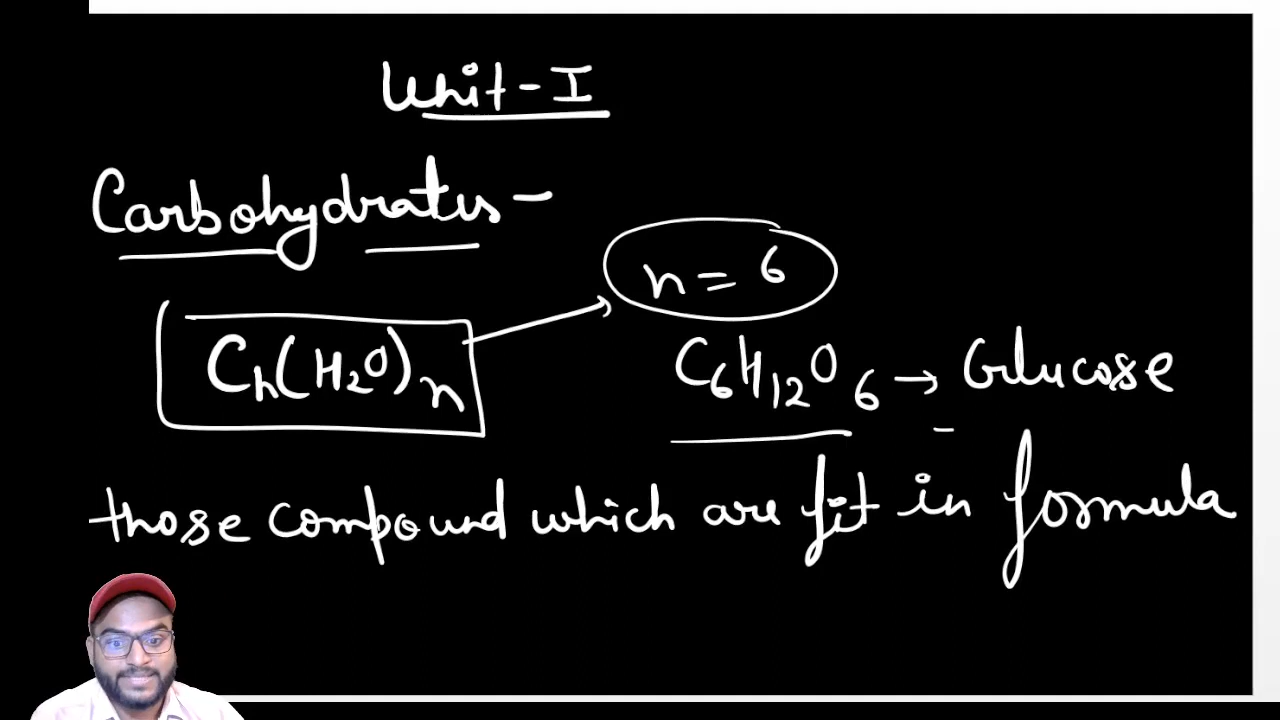 Unit - I
Carbohydrates -
n = 6
Cn(H2O)n
C6H12O6 → Glucose
those compound which are fit in formula